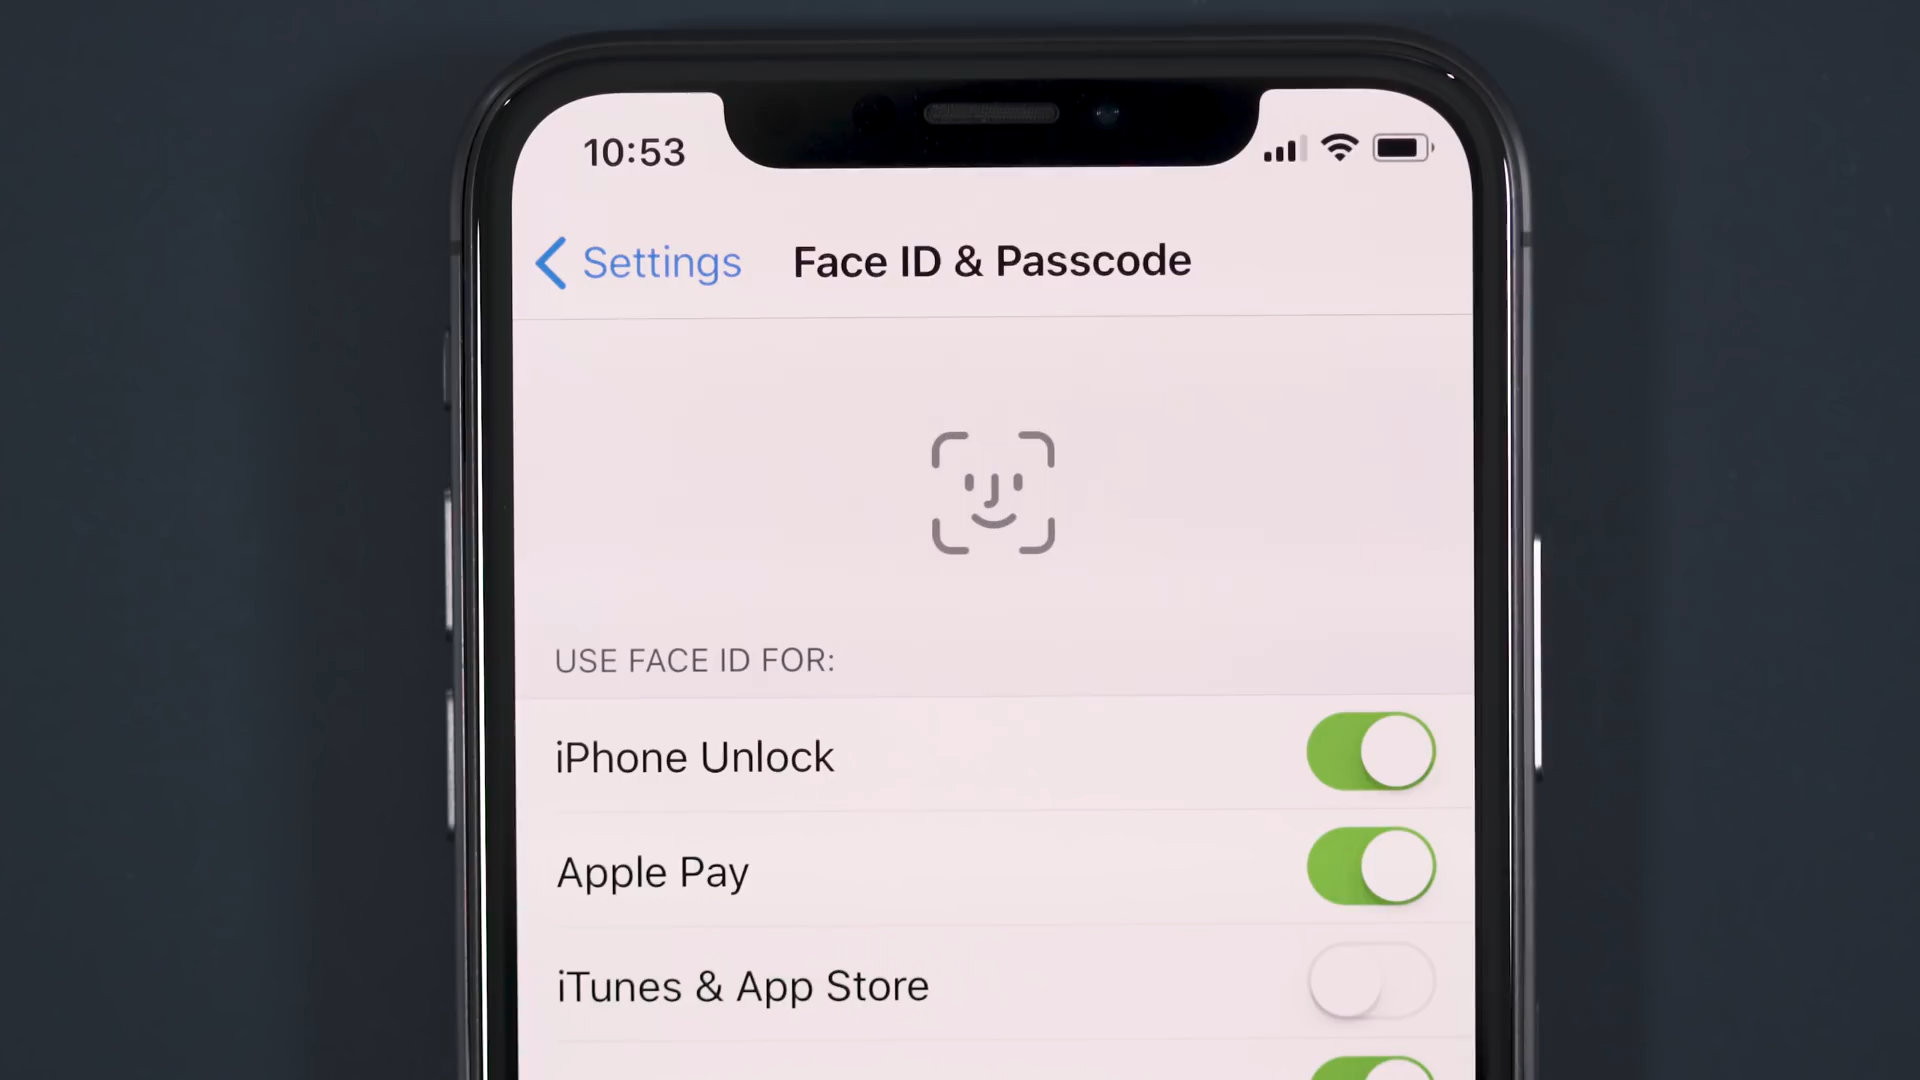 10:53
Settings
Face ID & Passcode
USE FACE ID FOR:
iPhone Unlock
Apple Pay
iTunes & App Store